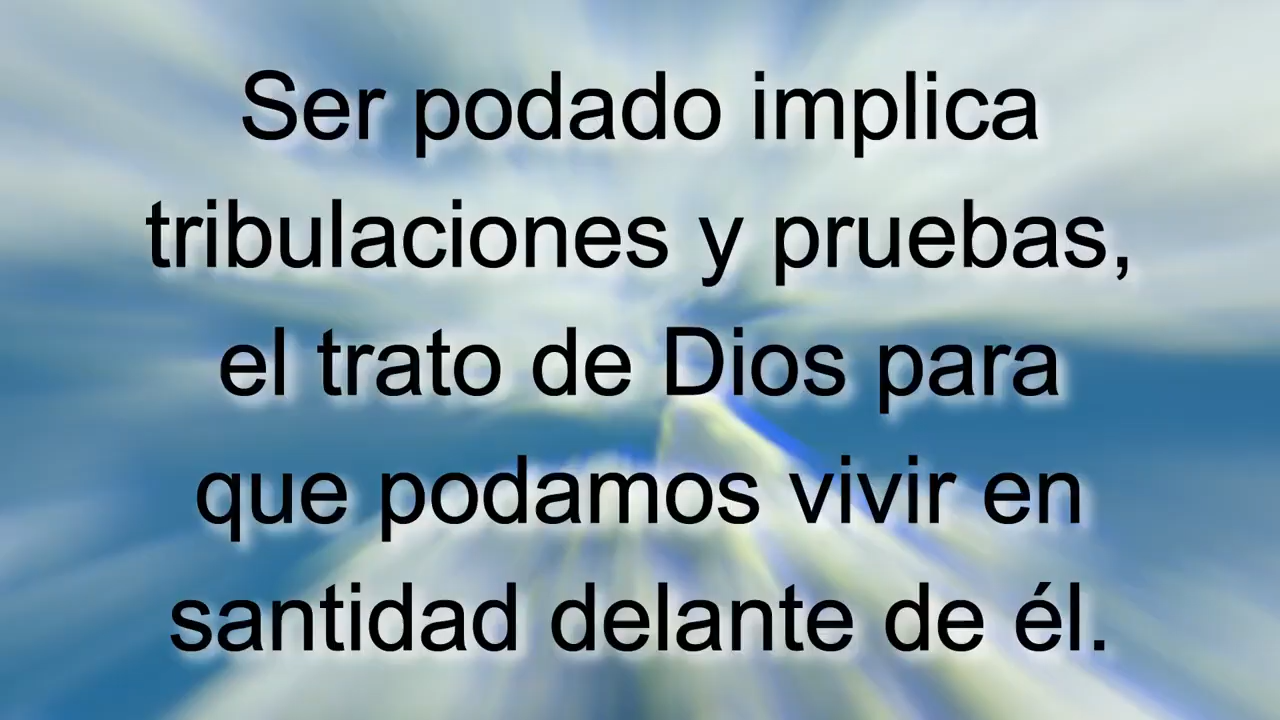 Ser podado implica
tribulaciones y pruebas,
el trato de Dios para
que podamos vivir en
santidad delante de él.